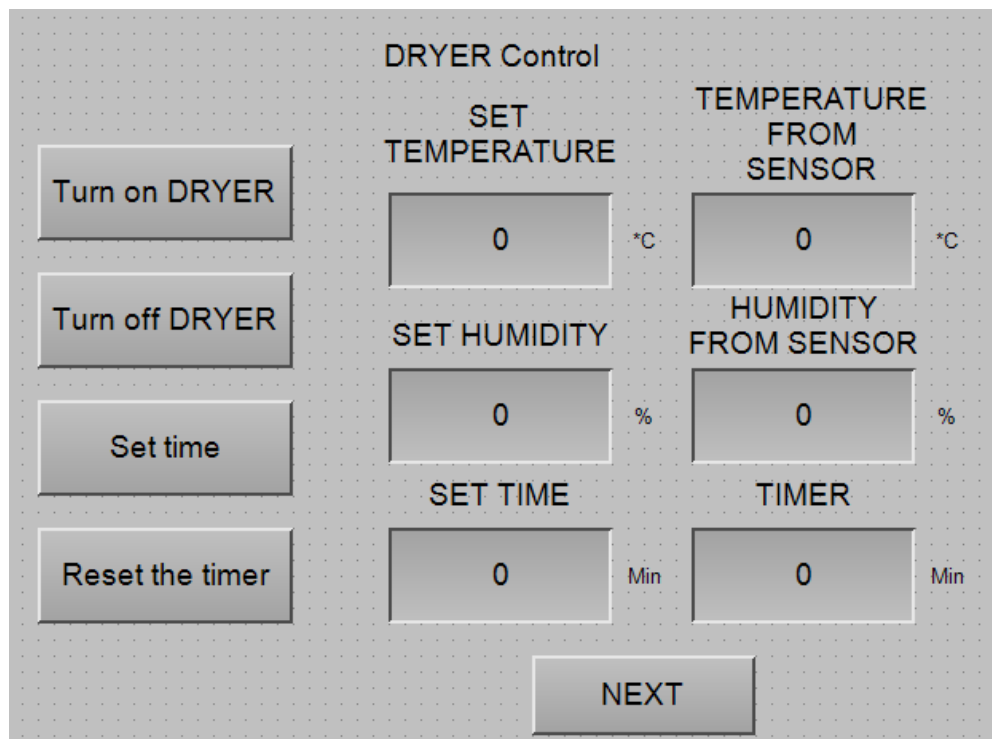 DRYER Control
SET
TEMPERATURE
TEMPERATURE
FROM
SENSOR
Turn on DRYER
0 *C
0 *C
Turn off DRYER
SET HUMIDITY
HUMIDITY
FROM SENSOR
0 %
0 %
Set time
SET TIME
TIMER
Reset the timer
0 Min
0 Min
NEXT